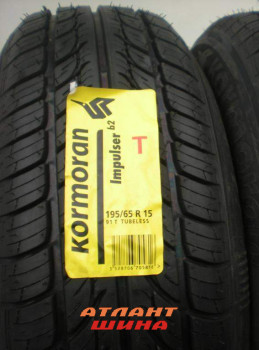 kormoran
Impulser b2
T
195/65 R 15
91 T TUBELESS
АТЛАНТ
ШИНА